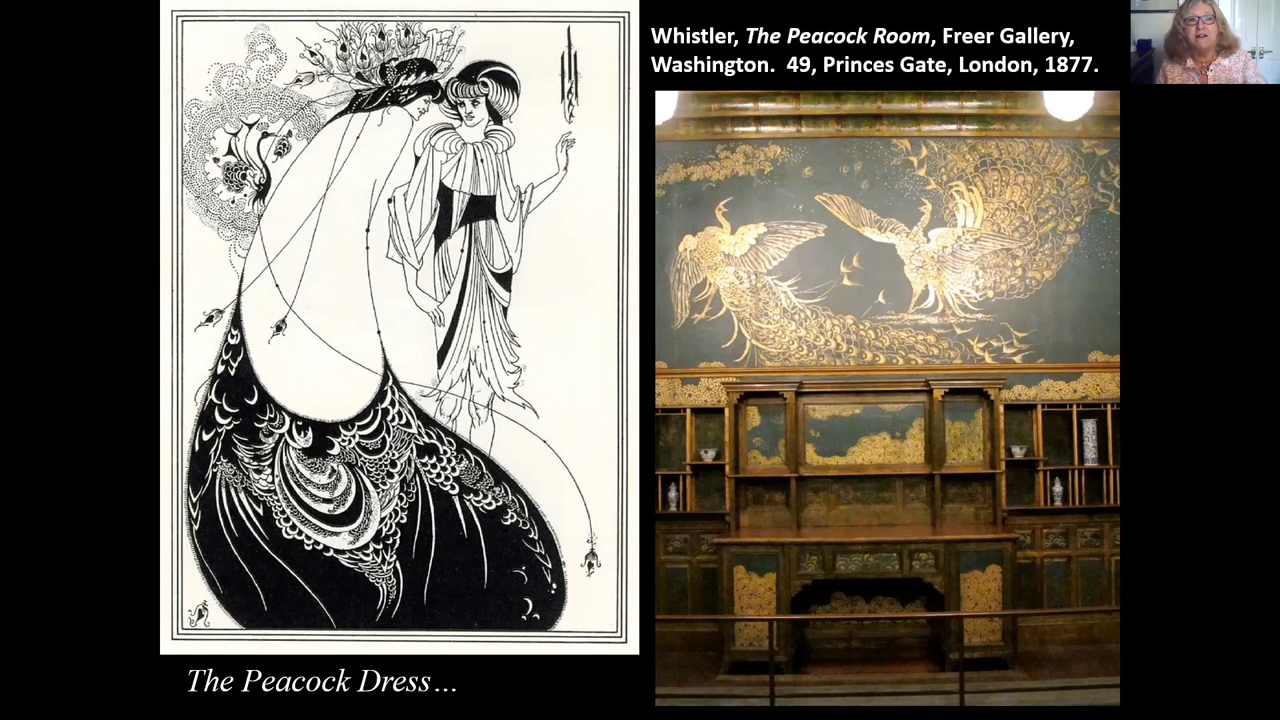 Whistler, The Peacock Room, Freer Gallery,
Washington.  49, Princes Gate, London, 1877.
The Peacock Dress…